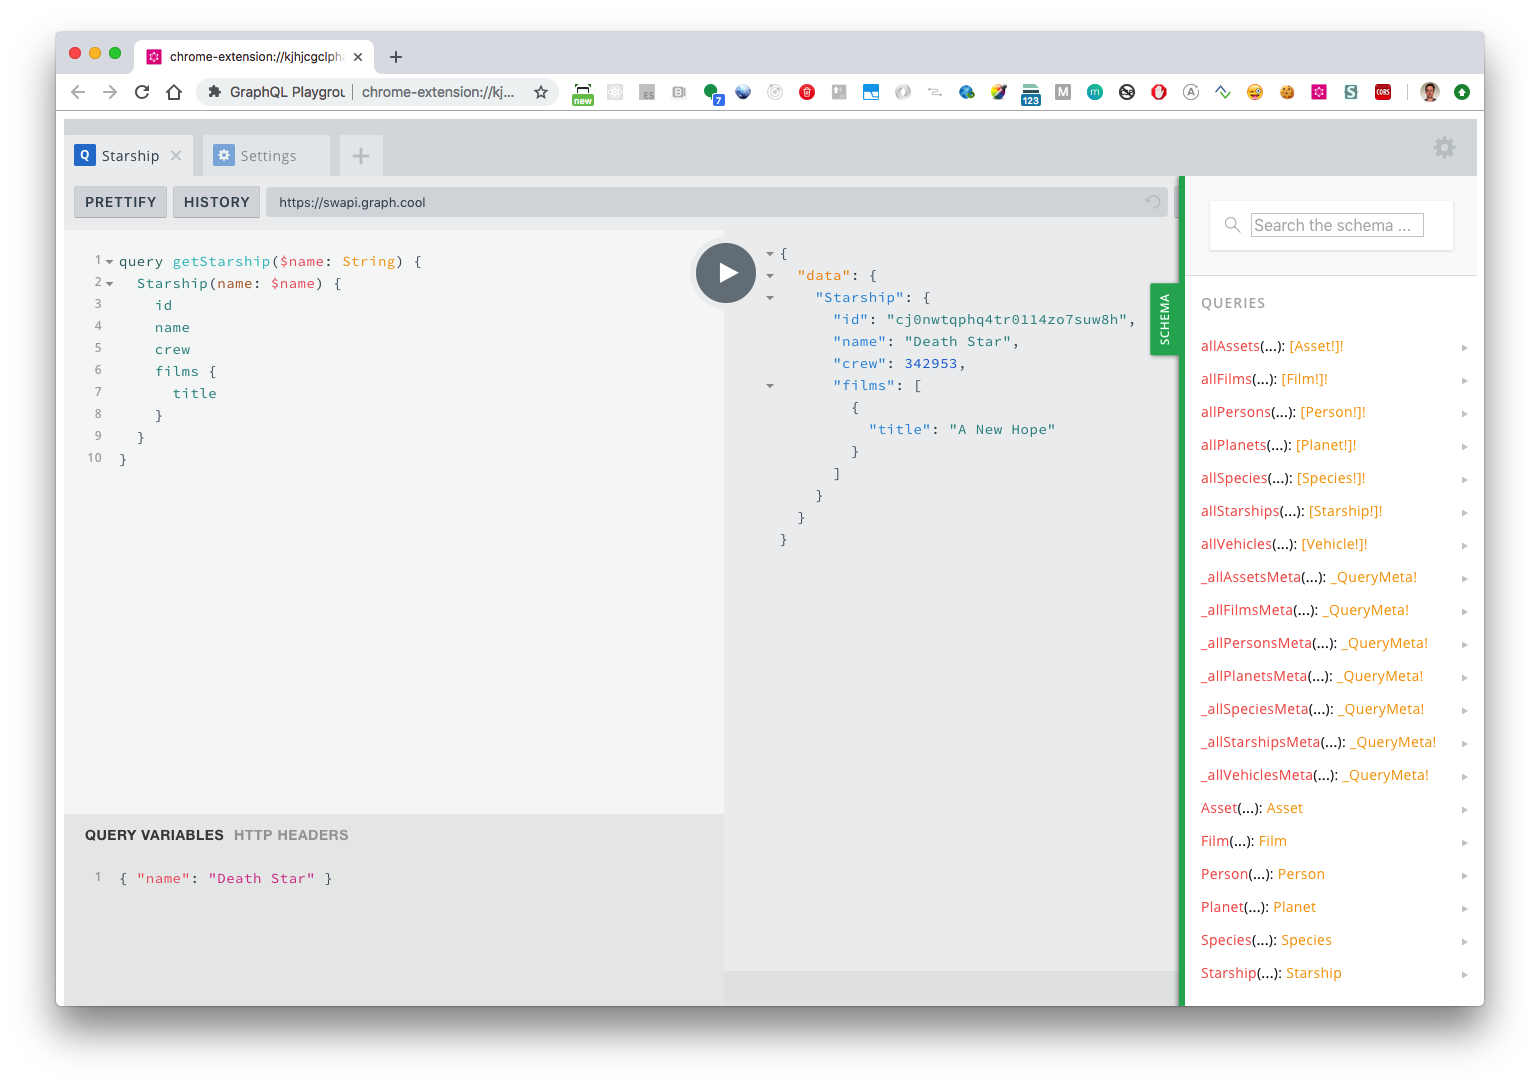 chrome-extension://kjhjcgclph
GraphQL Playgrou chrome-extension://kj...
new
ES
B
7
123
M
m
A
S
CORS
Q Starship
Settings
PRETTIFY HISTORY https://swapi.graph.cool
1 query getStarship($name: String) {
2 Starship(name: $name) {
3 id
4 name
5 crew
6 films {
7 title
8 }
9 }
10 }
QUERY VARIABLES HTTP HEADERS
1 { "name": "Death Star" }
{
"data": {
"Starship": {
"id": "cj0nwtqphq4tr0114zo7suw8h",
"name": "Death Star",
"crew": 342953,
"films": [
{
"title": "A New Hope"
}
]
}
}
}
SCHEMA
Search the schema ...
QUERIES
allAssets(...): [Asset!]!
allFilms(...): [Film!]!
allPersons(...): [Person!]!
allPlanets(...): [Planet!]!
allSpecies(...): [Species!]!
allStarships(...): [Starship!]!
allVehicles(...): [Vehicle!]!
_allAssetsMeta(...): _QueryMeta!
_allFilmsMeta(...): _QueryMeta!
_allPersonsMeta(...): _QueryMeta!
_allPlanetsMeta(...): _QueryMeta!
_allSpeciesMeta(...): _QueryMeta!
_allStarshipsMeta(...): _QueryMeta!
_allVehiclesMeta(...): _QueryMeta!
Asset(...): Asset
Film(...): Film
Person(...): Person
Planet(...): Planet
Species(...): Species
Starship(...): Starship